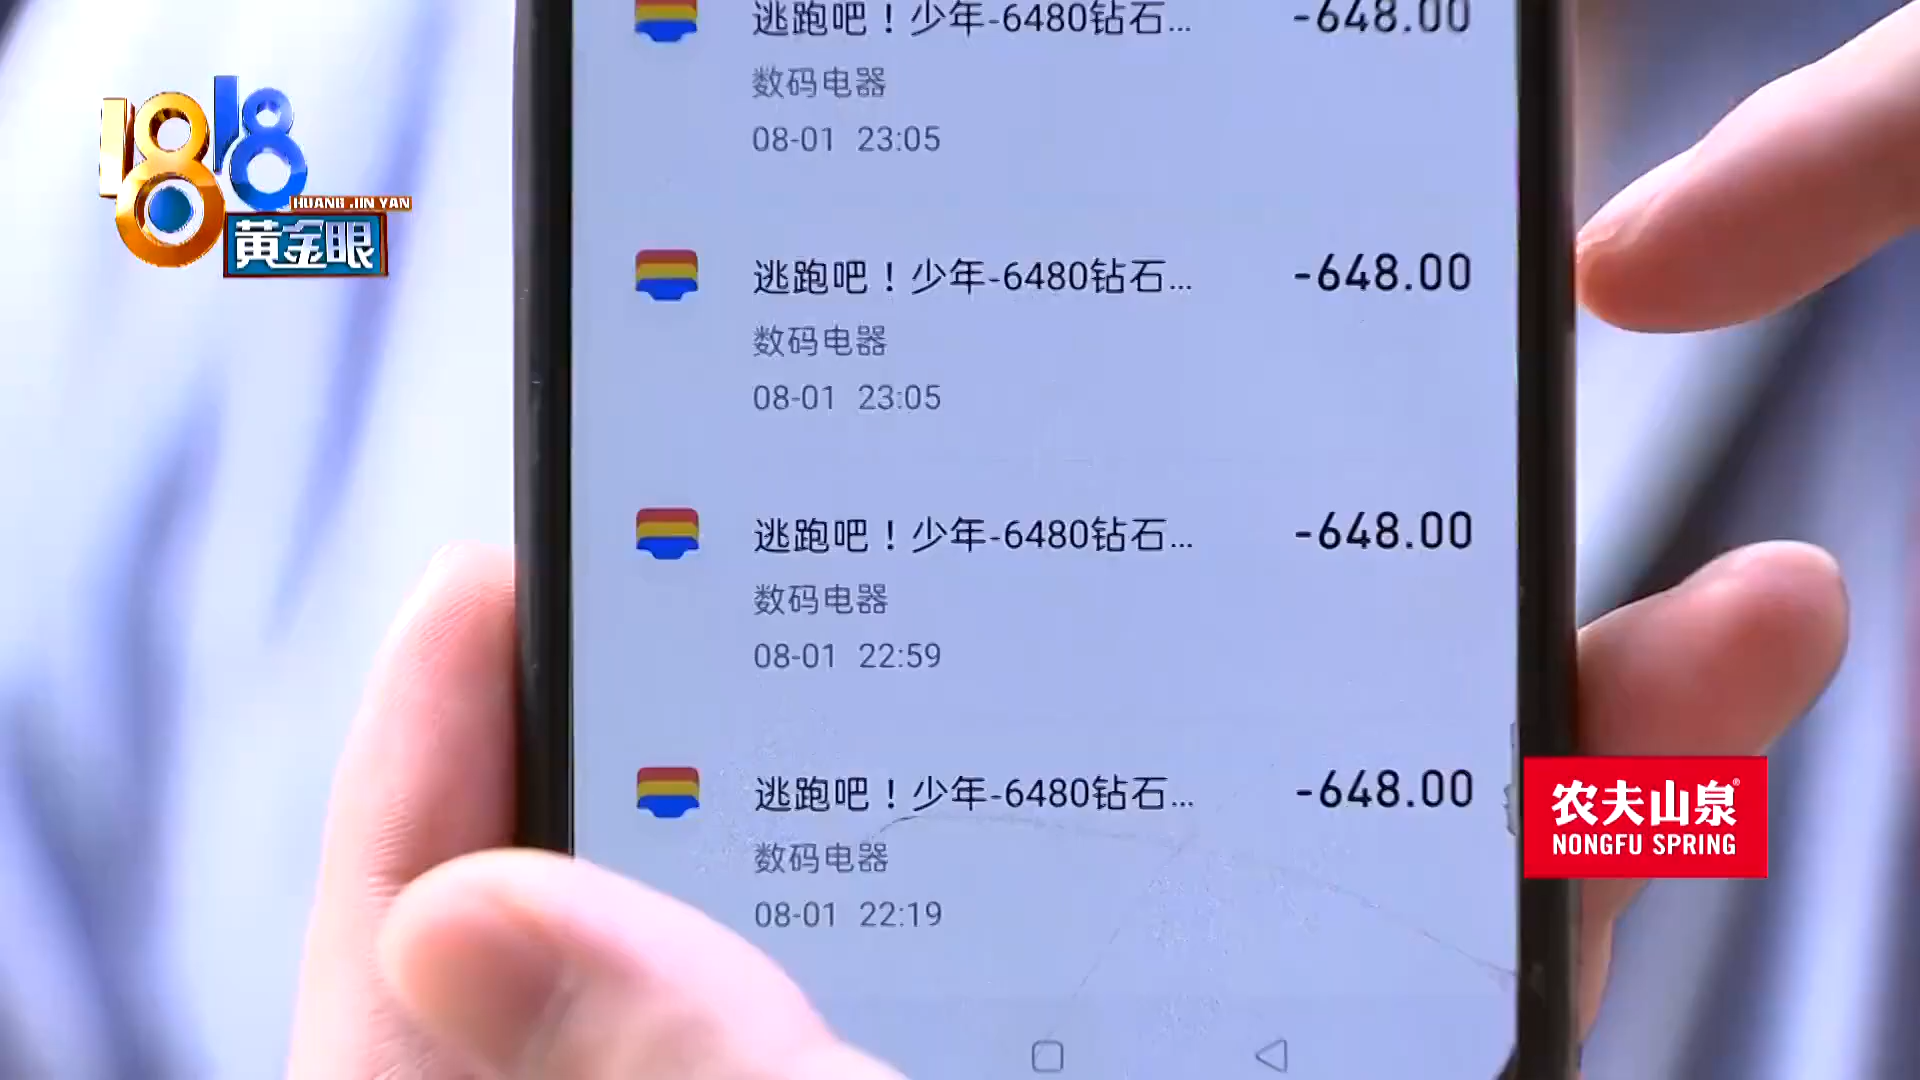 逃跑吧！少年-6480钻石... -648.00
数码电器
08-01 23:05
1818
HUANG JIN YAN
黄金眼
逃跑吧！少年-6480钻石... -648.00
数码电器
08-01 23:05
逃跑吧！少年-6480钻石... -648.00
数码电器
08-01 22:59
逃跑吧！少年-6480钻石... -648.00
数码电器
08-01 22:19
农夫山泉®
NONGFU SPRING